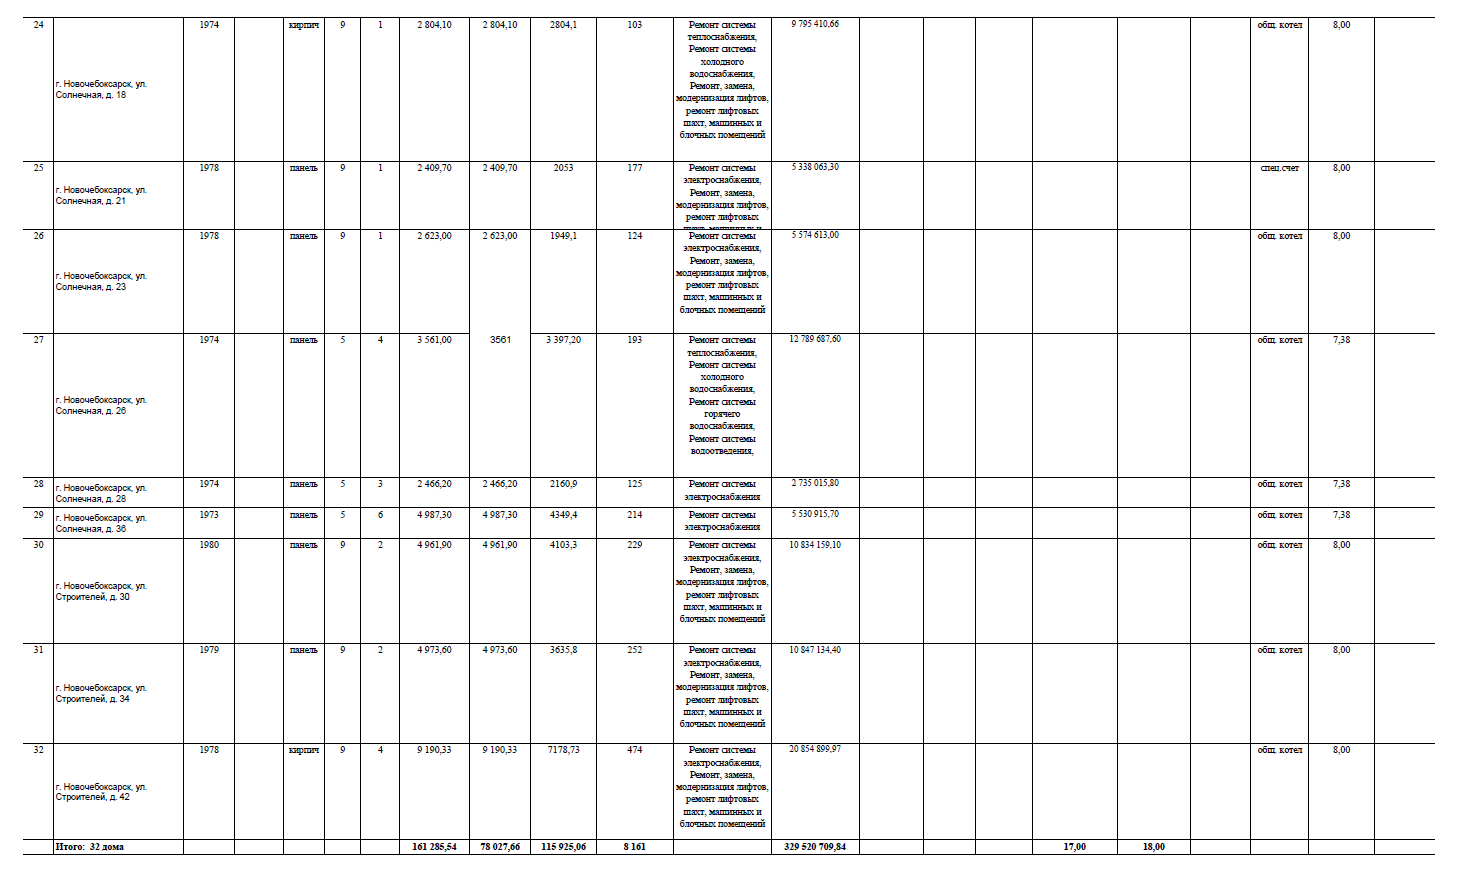 24 1974 кирпич 9 1 2 804,10 2 804,10 2804,1 103 Ремонт системы 9 795 410,66 общ. котел 8,00
теплоснабжения,
Ремонт системы
холодного
водоснабжения,
г. Новочебоксарск, ул. Ремонт, замена,
Солнечная, д. 18 модернизация лифтов,
ремонт лифтовых
шахт, машинных и
блочных помещений
25 1978 панель 9 1 2 409,70 2 409,70 2053 177 Ремонт системы 5 338 063,30 спец.счет 8,00
электроснабжения,
г. Новочебоксарск, ул. Ремонт, замена,
Солнечная, д. 21 модернизация лифтов,
ремонт лифтовых
шахт, машинных и
26 1978 панель 9 1 2 623,00 2 623,00 1949,1 124 Ремонт системы 5 574 613,00 общ. котел 8,00
электроснабжения,
Ремонт, замена,
г. Новочебоксарск, ул. модернизация лифтов,
Солнечная, д. 23 ремонт лифтовых
шахт, машинных и
блочных помещений
27 1974 панель 5 4 3 561,00 3561 3 397,20 193 Ремонт системы 12 789 687,60 общ. котел 7,38
теплоснабжения,
Ремонт системы
холодного
водоснабжения,
г. Новочебоксарск, ул. Ремонт системы
Солнечная, д. 26 горячего
водоснабжения,
Ремонт системы
водоотведения,
28 г. Новочебоксарск, ул. 1974 панель 5 3 2 466,20 2 466,20 2160,9 125 Ремонт системы 2 735 015,80 общ. котел 7,38
Солнечная, д. 28 электроснабжения
29 г. Новочебоксарск, ул. 1973 панель 5 6 4 987,30 4 987,30 4349,4 214 Ремонт системы 5 530 915,70 общ. котел 7,38
Солнечная, д. 36 электроснабжения
30 1980 панель 9 2 4 961,90 4 961,90 4103,3 229 Ремонт системы 10 834 159,10 общ. котел 8,00
электроснабжения,
Ремонт, замена,
г. Новочебоксарск, ул. модернизация лифтов,
Строителей, д. 30 ремонт лифтовых
шахт, машинных и
блочных помещений
31 1979 панель 9 2 4 973,60 4 973,60 3635,8 252 Ремонт системы 10 847 134,40 общ. котел 8,00
электроснабжения,
Ремонт, замена,
г. Новочебоксарск, ул. модернизация лифтов,
Строителей, д. 34 ремонт лифтовых
шахт, машинных и
блочных помещений
32 1978 кирпич 9 4 9 190,33 9 190,33 7178,73 474 Ремонт системы 20 854 899,97 общ. котел 8,00
электроснабжения,
Ремонт, замена,
г. Новочебоксарск, ул. модернизация лифтов,
Строителей, д. 42 ремонт лифтовых
шахт, машинных и
блочных помещений
Итого: 32 дома 161 285,54 78 027,66 115 925,06 8 161 329 520 709,84 17,00 18,00